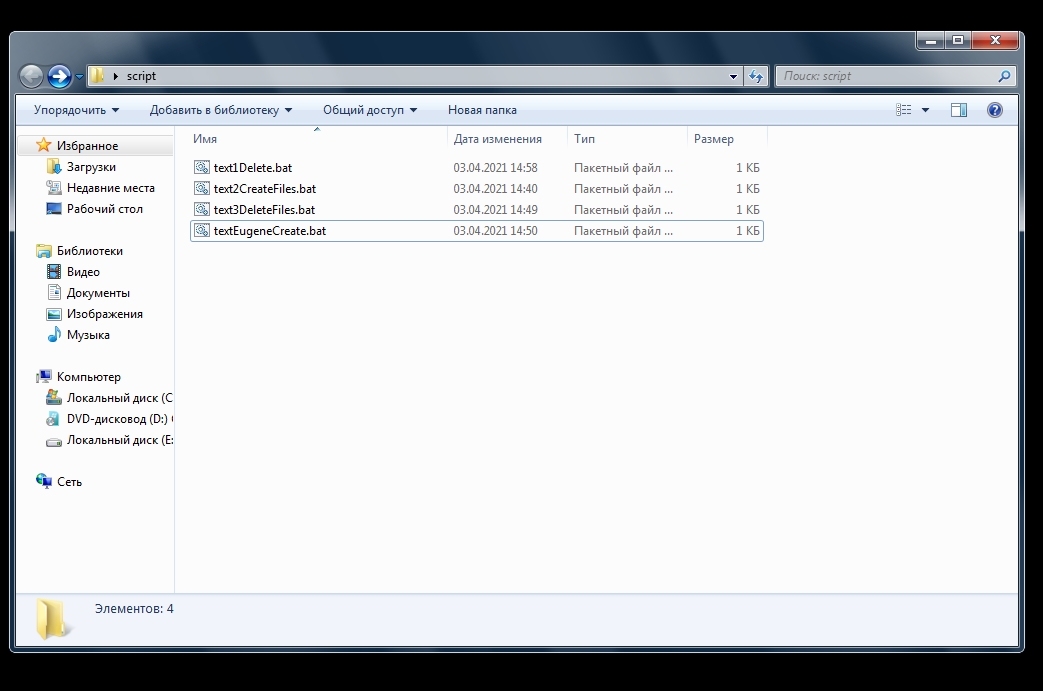 script
Поиск: script
Упорядочить Добавить в библиотеку Общий доступ Новая папка
Избранное
Загрузки
Недавние места
Рабочий стол
Библиотеки
Видео
Документы
Изображения
Музыка
Компьютер
Локальный диск (C
DVD-дисковод (D:)
Локальный диск (E:
Сеть
Имя Дата изменения Тип Размер
text1Delete.bat 03.04.2021 14:58 Пакетный файл ... 1 КБ
text2CreateFiles.bat 03.04.2021 14:40 Пакетный файл ... 1 КБ
text3DeleteFiles.bat 03.04.2021 14:49 Пакетный файл ... 1 КБ
textEugeneCreate.bat 03.04.2021 14:50 Пакетный файл ... 1 КБ
Элементов: 4